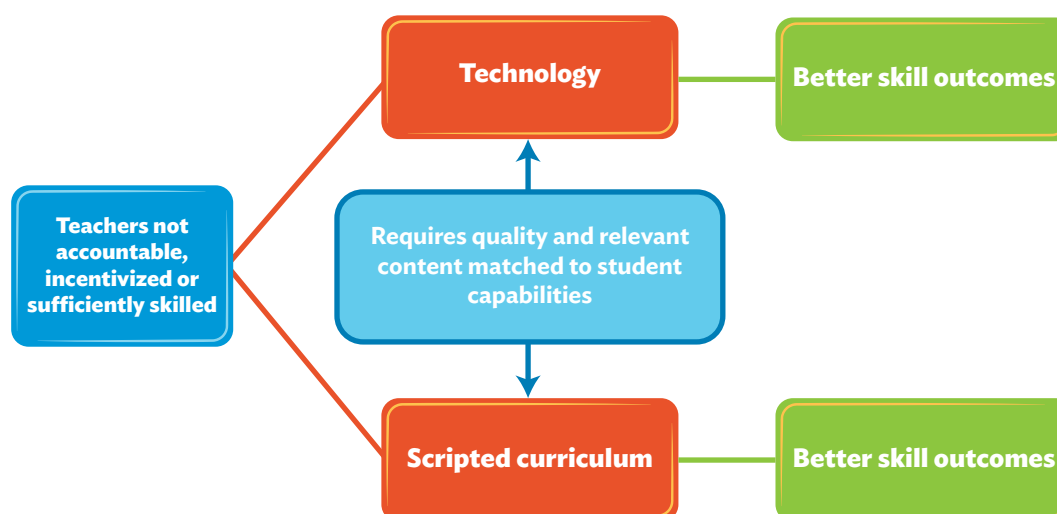 Technology
Better skill outcomes
Teachers not
accountable,
incentivized or
sufficiently skilled
Requires quality and relevant
content matched to student
capabilities
Scripted curriculum
Better skill outcomes